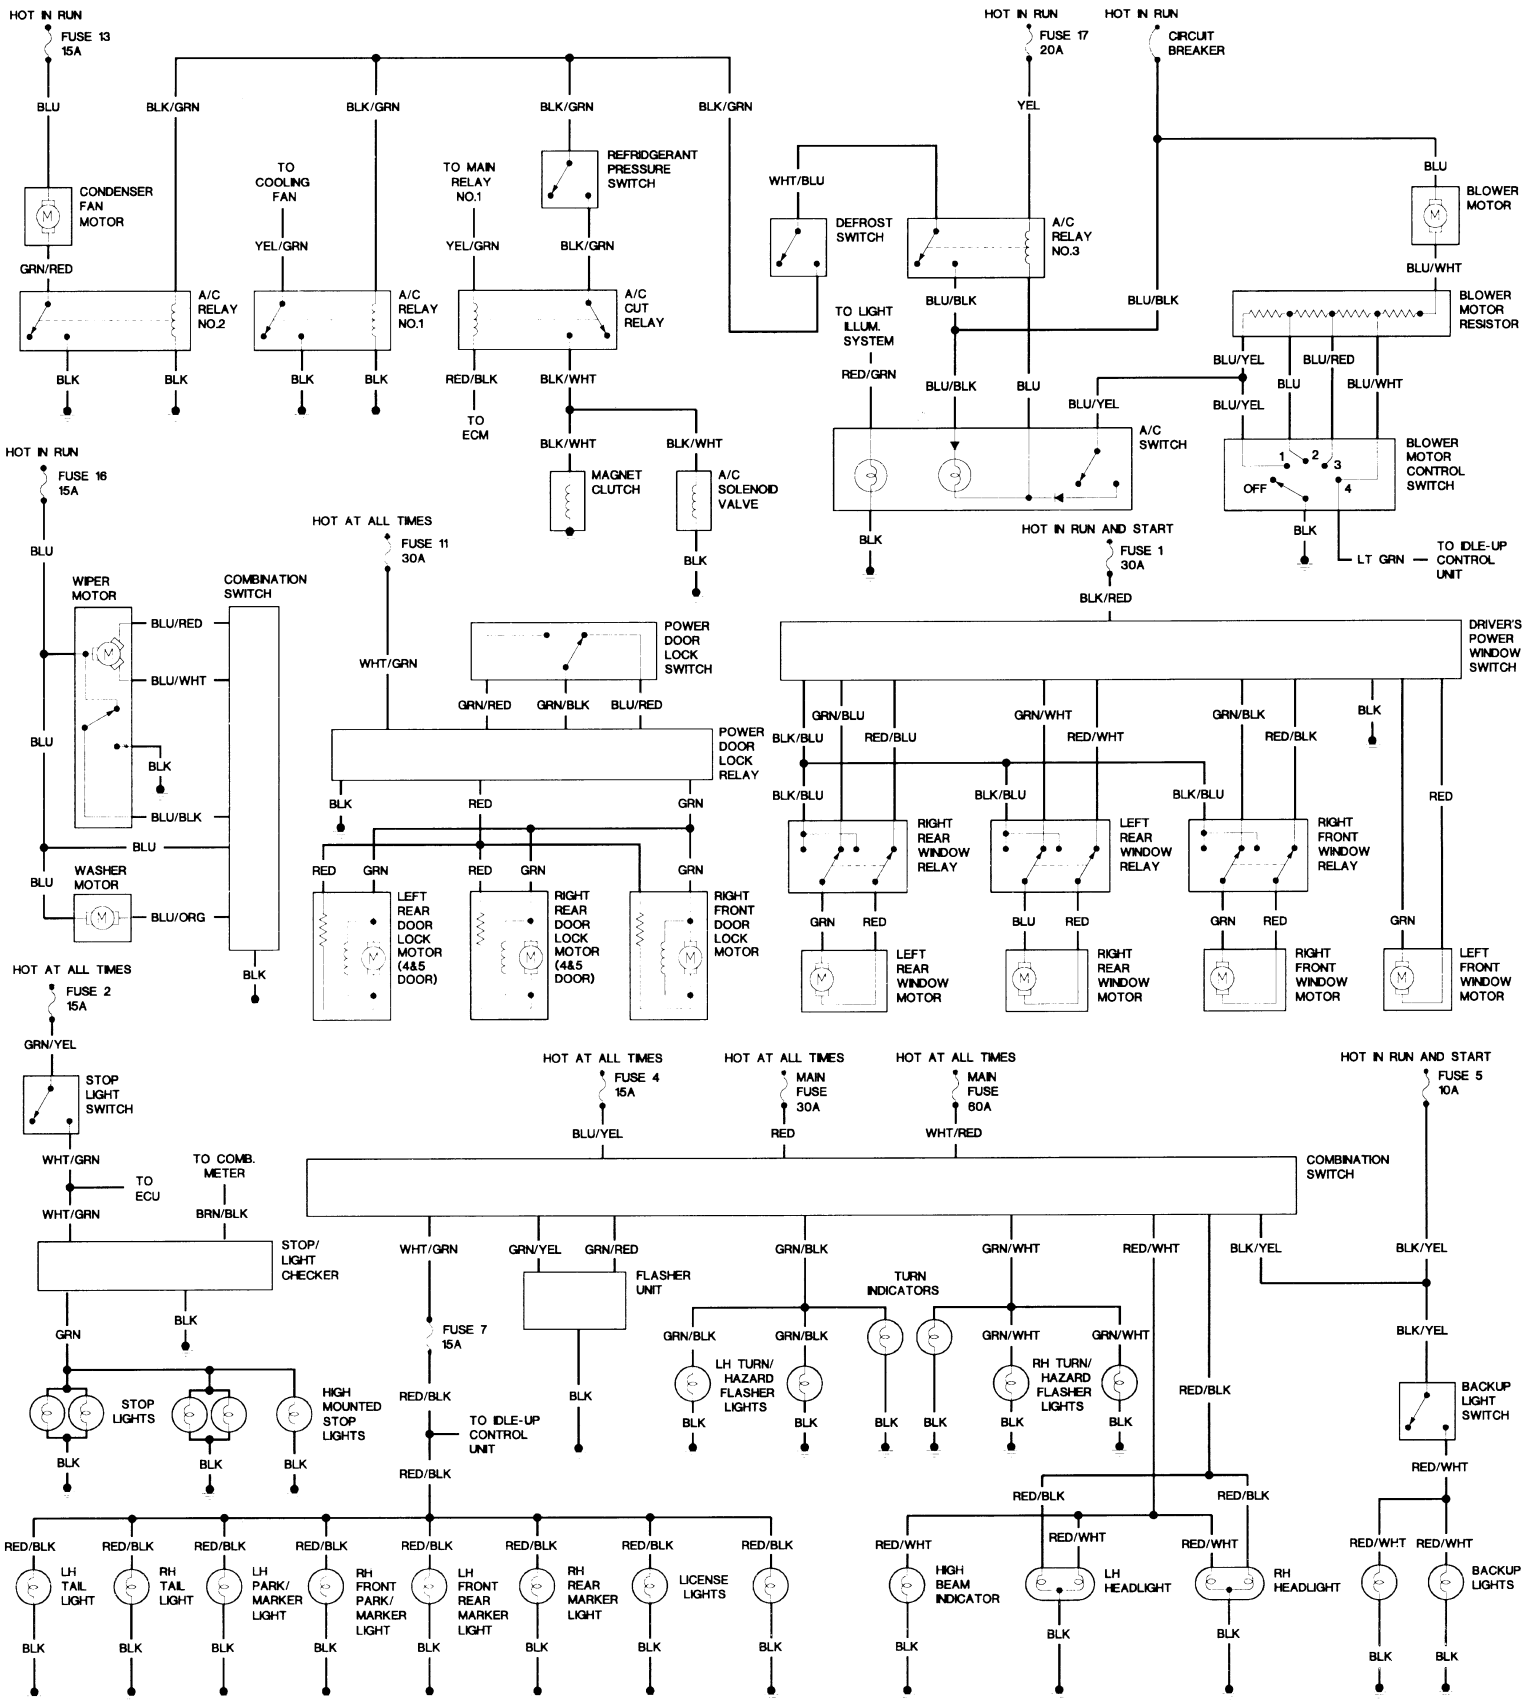 HOT IN RUN
FUSE 13
15A
BLU
BLK/GRN
BLK/GRN
BLK/GRN
BLK/GRN
HOT IN RUN
FUSE 17
20A
YEL
HOT IN RUN
CIRCUIT
BREAKER
CONDENSER
FAN
MOTOR
GRN/RED
TO
COOLING
FAN
YEL/GRN
TO MAIN
RELAY
NO.1
YEL/GRN
REFRIDGERANT
PRESSURE
SWITCH
BLK/GRN
WHT/BLU
DEFROST
SWITCH
A/C
RELAY
NO.3
BLU
BLOWER
MOTOR
BLU/WHT
A/C
RELAY
NO.2
A/C
RELAY
NO.1
A/C
CUT
RELAY
BLU/BLK
BLU/BLK
BLOWER
MOTOR
RESISTOR
TO LIGHT
ILLUM.
SYSTEM
RED/GRN
BLU/BLK
BLU
BLU/YEL
BLU/YEL
BLU/RED
BLU
BLU/WHT
BLU/YEL
BLK
BLK
BLK
BLK
RED/BLK
TO
ECM
BLK/WHT
BLK/WHT
BLK/WHT
MAGNET
CLUTCH
A/C
SOLENOID
VALVE
BLK
A/C
SWITCH
BLK
BLOWER
MOTOR
CONTROL
SWITCH
1
2
3
4
OFF
BLK
LT GRN
TO IDLE-UP
CONTROL
UNIT
HOT IN RUN
FUSE 16
15A
BLU
WIPER
MOTOR
COMBINATION
SWITCH
BLU/RED
BLU/WHT
BLU
BLK
BLU/BLK
BLU
BLU
WASHER
MOTOR
BLU/ORG
BLK
HOT AT ALL TIMES
FUSE 11
30A
WHT/GRN
POWER
DOOR
LOCK
SWITCH
GRN/RED
GRN/BLK
BLU/RED
POWER
DOOR
LOCK
RELAY
BLK
RED
GRN
RED
GRN
RED
GRN
GRN
LEFT
REAR
DOOR
LOCK
MOTOR
(4&5
DOOR)
RIGHT
REAR
DOOR
LOCK
MOTOR
(4&5
DOOR)
RIGHT
FRONT
DOOR
LOCK
MOTOR
HOT IN RUN AND START
FUSE 1
30A
BLK/RED
DRIVER'S
POWER
WINDOW
SWITCH
BLK/BLU
GRN/BLU
RED/BLU
GRN/WHT
RED/WHT
GRN/BLK
RED/BLK
BLK
RED
BLK/BLU
BLK/BLU
BLK/BLU
RIGHT
REAR
WINDOW
RELAY
LEFT
REAR
WINDOW
RELAY
RIGHT
FRONT
WINDOW
RELAY
GRN
RED
BLU
RED
GRN
RED
GRN
LEFT
REAR
WINDOW
MOTOR
RIGHT
REAR
WINDOW
MOTOR
RIGHT
FRONT
WINDOW
MOTOR
LEFT
FRONT
WINDOW
MOTOR
M
M
M
M
M
M
M
M
M
M
M
HOT AT ALL TIMES
FUSE 2
15A
GRN/YEL
STOP
LIGHT
SWITCH
WHT/GRN
TO
ECU
WHT/GRN
TO COMB.
METER
BRN/BLK
STOP/
LIGHT
CHECKER
BLK
GRN
STOP
LIGHTS
HIGH
MOUNTED
STOP
LIGHTS
BLK
BLK
BLK
HOT AT ALL TIMES
FUSE 4
15A
BLU/YEL
HOT AT ALL TIMES
MAIN
FUSE
30A
RED
HOT AT ALL TIMES
MAIN
FUSE
60A
WHT/RED
HOT IN RUN AND START
FUSE 5
10A
COMBINATION
SWITCH
WHT/GRN
GRN/YEL
GRN/RED
GRN/BLK
GRN/WHT
RED/WHT
BLK/YEL
BLK/YEL
FLASHER
UNIT
TURN
INDICATORS
FUSE 7
15A
GRN/BLK
GRN/BLK
GRN/WHT
GRN/WHT
BLK/YEL
LH TURN/
HAZARD
FLASHER
LIGHTS
RH TURN/
HAZARD
FLASHER
LIGHTS
RED/BLK
BLK
BLK
BLK
BLK
BLK
BLK
BLK
RED/BLK
BACKUP
LIGHT
SWITCH
TO IDLE-UP
CONTROL
UNIT
RED/BLK
RED/WHT
RED/BLK
RED/BLK
RED/BLK
RED/BLK
RED/BLK
RED/BLK
RED/BLK
RED/BLK
RED/BLK
RED/BLK
RED/WHT
RED/WHT
RED/WHT
RED/WHT
RED/WHT
LH
TAIL
LIGHT
RH
TAIL
LIGHT
LH
PARK/
MARKER
LIGHT
RH
FRONT
PARK/
MARKER
LIGHT
LH
FRONT
REAR
MARKER
LIGHT
RH
REAR
MARKER
LIGHT
LICENSE
LIGHTS
HIGH
BEAM
INDICATOR
LH
HEADLIGHT
RH
HEADLIGHT
BACKUP
LIGHTS
BLK
BLK
BLK
BLK
BLK
BLK
BLK
BLK
BLK
BLK
BLK
BLK
BLK